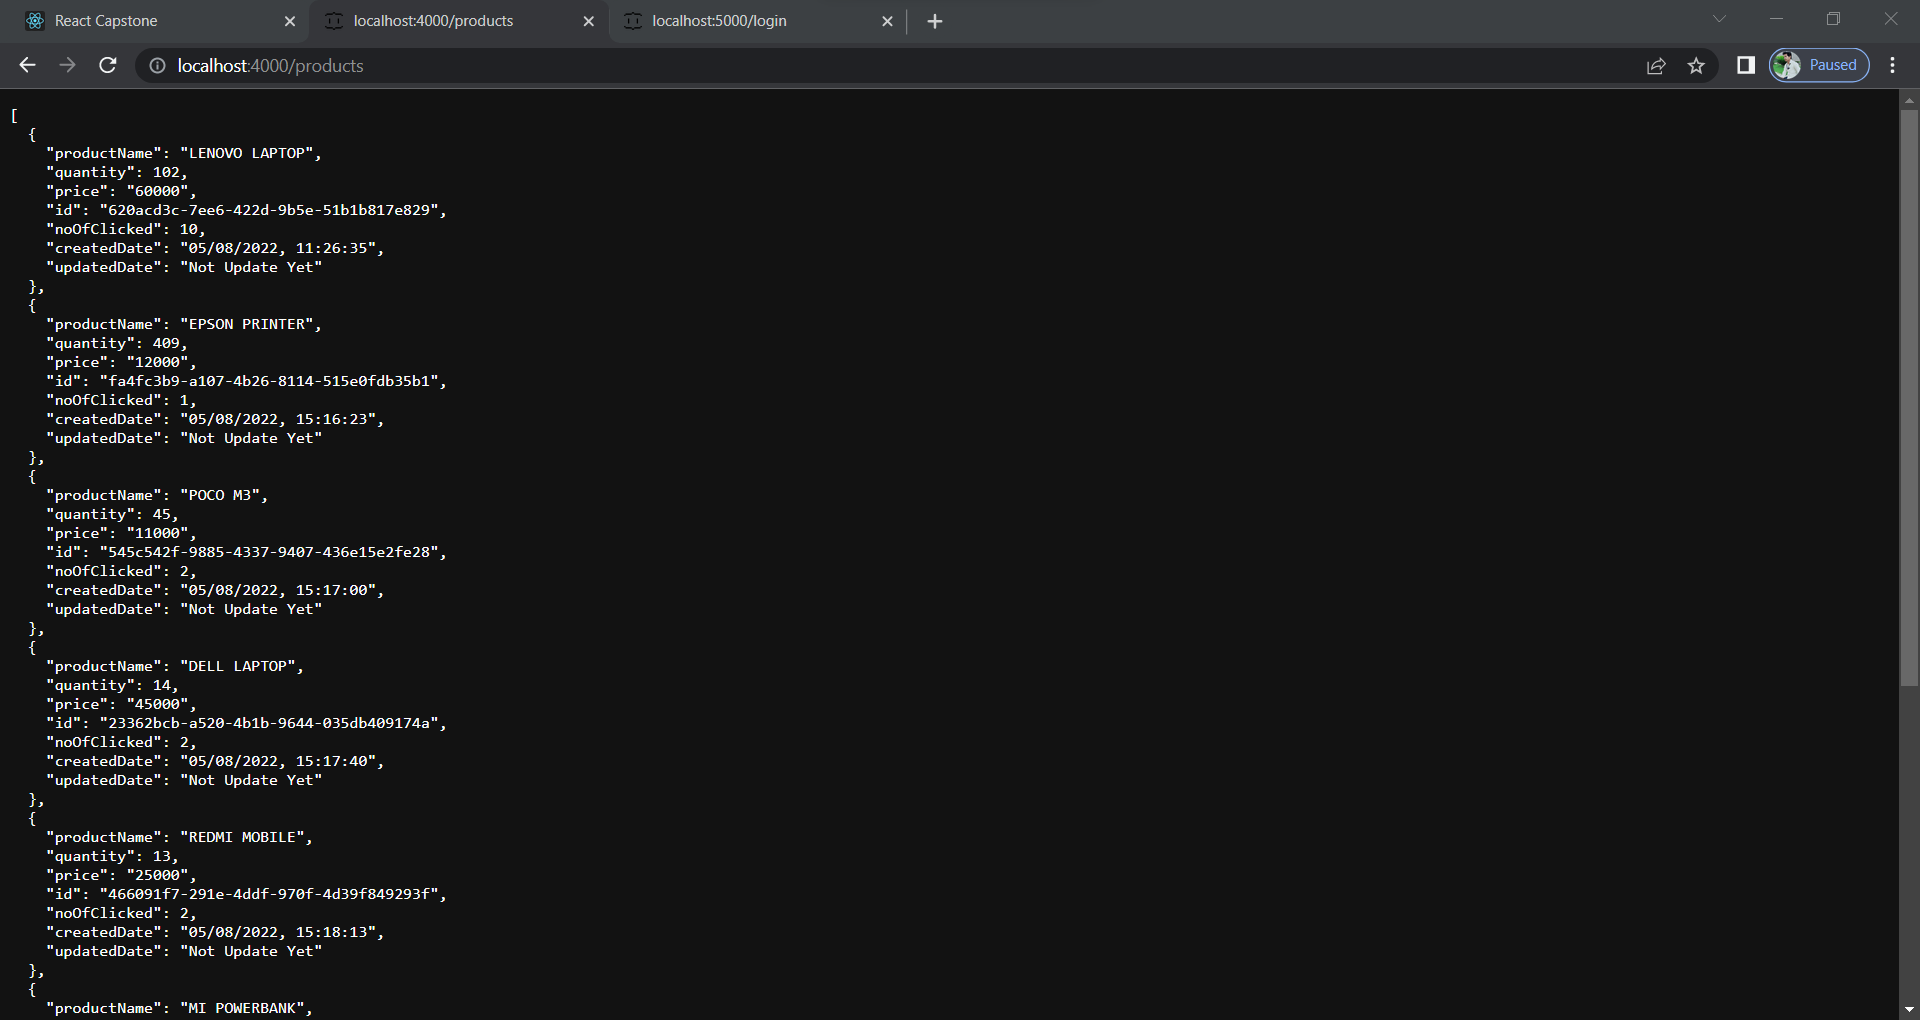 React Capstone
localhost:4000/products
localhost:5000/login
localhost:4000/products
Paused
[
  {
    "productName": "LENOVO LAPTOP",
    "quantity": 102,
    "price": "60000",
    "id": "620acd3c-7ee6-422d-9b5e-51b1b817e829",
    "noOfClicked": 10,
    "createdDate": "05/08/2022, 11:26:35",
    "updatedDate": "Not Update Yet"
  },
  {
    "productName": "EPSON PRINTER",
    "quantity": 409,
    "price": "12000",
    "id": "fa4fc3b9-a107-4b26-8114-515e0fdb35b1",
    "noOfClicked": 1,
    "createdDate": "05/08/2022, 15:16:23",
    "updatedDate": "Not Update Yet"
  },
  {
    "productName": "POCO M3",
    "quantity": 45,
    "price": "11000",
    "id": "545c542f-9885-4337-9407-436e15e2fe28",
    "noOfClicked": 2,
    "createdDate": "05/08/2022, 15:17:00",
    "updatedDate": "Not Update Yet"
  },
  {
    "productName": "DELL LAPTOP",
    "quantity": 14,
    "price": "45000",
    "id": "23362bcb-a520-4b1b-9644-035db409174a",
    "noOfClicked": 2,
    "createdDate": "05/08/2022, 15:17:40",
    "updatedDate": "Not Update Yet"
  },
  {
    "productName": "REDMI MOBILE",
    "quantity": 13,
    "price": "25000",
    "id": "466091f7-291e-4ddf-970f-4d39f849293f",
    "noOfClicked": 2,
    "createdDate": "05/08/2022, 15:18:13",
    "updatedDate": "Not Update Yet"
  },
  {
    "productName": "MI POWERBANK",